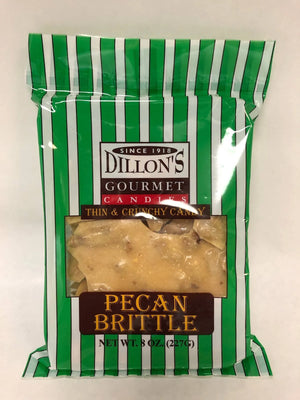 SINCE 1918
DILLON'S
GOURMET
CANDIES
THIN & CRUNCHY CANDY
PECAN
BRITTLE
NET WT. 8 OZ. (227G)